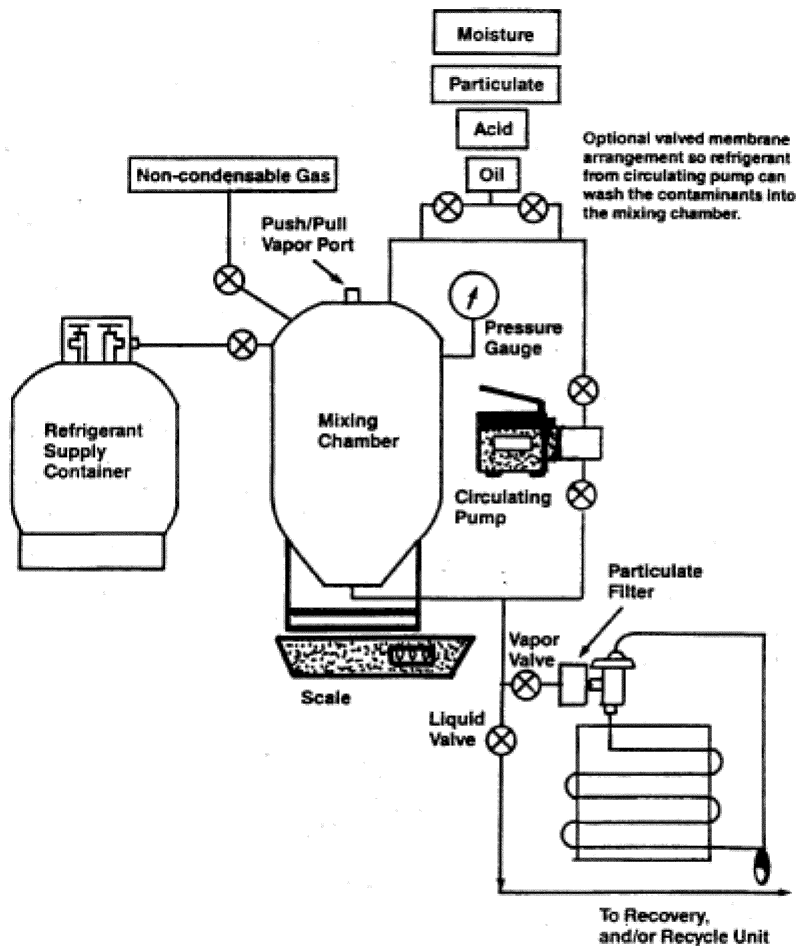 Moisture
Particulate
Acid
Oil
Optional valved membrane
arrangement so refrigerant
from circulating pump can
wash the contaminants into
the mixing chamber.
Non-condensable Gas
Push/Pull
Vapor Port
Pressure
Gauge
Refrigerant
Supply
Container
Mixing
Chamber
Circulating
Pump
Particulate
Filter
Vapor
Valve
Scale
Liquid
Valve
To Recovery,
and/or Recycle Unit